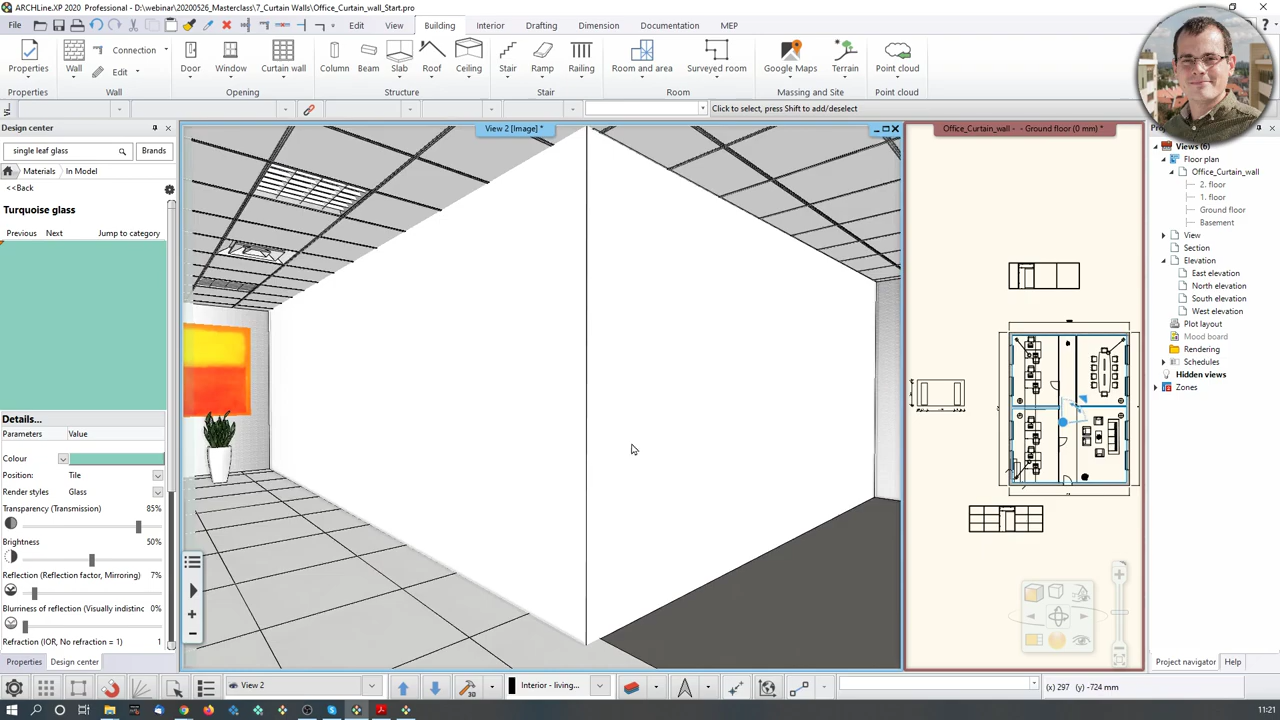 ARCHLine.XP 2020 - D:\webinar\20200526_Masterclass\7_Curtain Walls\Office_Curtain_wall_Start.pro
File
Edit
View
Building
Interior
Drafting
Dimension
Documentation
MEP
Properties
Wall
Connection
Edit
Door
Window
Curtain wall
Column
Beam
Slab
Roof
Ceiling
Stair
Ramp
Railing
Room and area
Surveyed room
Google Maps
Terrain
Point cloud
Properties
Wall
Opening
Structure
Stair
Room
Massing and Site
Point cloud
Click to select, press Shift to add/deselect
Design center
View 2 [Image] *
Office_Curtain_wall - - Ground floor (0 mm) *
single leaf glass
Brands
Materials
In Model
<<Back
Turquoise glass
Previous
Next
Jump to category
Details...
Parameters
Value
Colour
Position:
Tile
Render styles
Glass
Transparency (Transmission)
85%
Brightness
50%
Reflection (Reflection factor, Mirroring)
7%
Blurriness of reflection (Visually indistinc
0%
Refraction (IOR, No refraction = 1)
1
Properties
Design center
Views (6)
Floor plan
Office_Curtain_wall
2. floor
1. floor
Ground floor
Basement
View
Section
Elevation
East elevation
North elevation
South elevation
West elevation
Plot layout
Mood board
Rendering
Schedules
Hidden views
Zones
Project navigator
Help
View 2
Interior - living...
(x) 297 (y) -724 mm
11:21